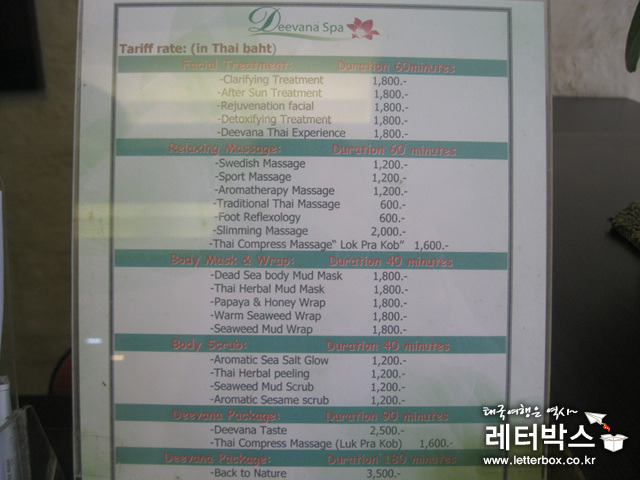 Deevana Spa
Tariff rate: (in Thai baht)
Facial Treatment: Duration 60minutes
-Clarifying Treatment 1,800.-
-After Sun Treatment 1,800.-
-Rejuvenation facial 1,800.-
-Detoxifying Treatment 1,800.-
-Deevana Thai Experience 1,800.-
Relaxing Massage: Duration 60 minutes
-Swedish Massage 1,200.-
-Sport Massage 1,200.-
-Aromatherapy Massage 1,200.-
-Traditional Thai Massage 600.-
-Foot Reflexology 600.-
-Slimming Massage 2,000.-
-Thai Compress Massage“ Lok Pra Kob” 1,600.-
Body Mask & Wrap: Duration 40 minutes
-Dead Sea body Mud Mask 1,800.-
-Thai Herbal Mud Mask 1,800.-
-Papaya & Honey Wrap 1,800.-
-Warm Seaweed Wrap 1,800.-
-Seaweed Mud Wrap 1,800.-
Body Scrub: Duration 40 minutes
-Aromatic Sea Salt Glow 1,200.-
-Thai Herbal peeling 1,200.-
-Seaweed Mud Scrub 1,200.-
-Aromatic Sesame scrub 1,200.-
Deevana Package: Duration 90 minutes
-Deevana Taste 2,500.-
-Thai Compress Massage (Luk Pra Kob) 1,600.-
Deevana Package: Duration 180 minutes
-Back to Nature 3,500.-
태국여행은 역시~
레터박스
www.letterbox.co.kr